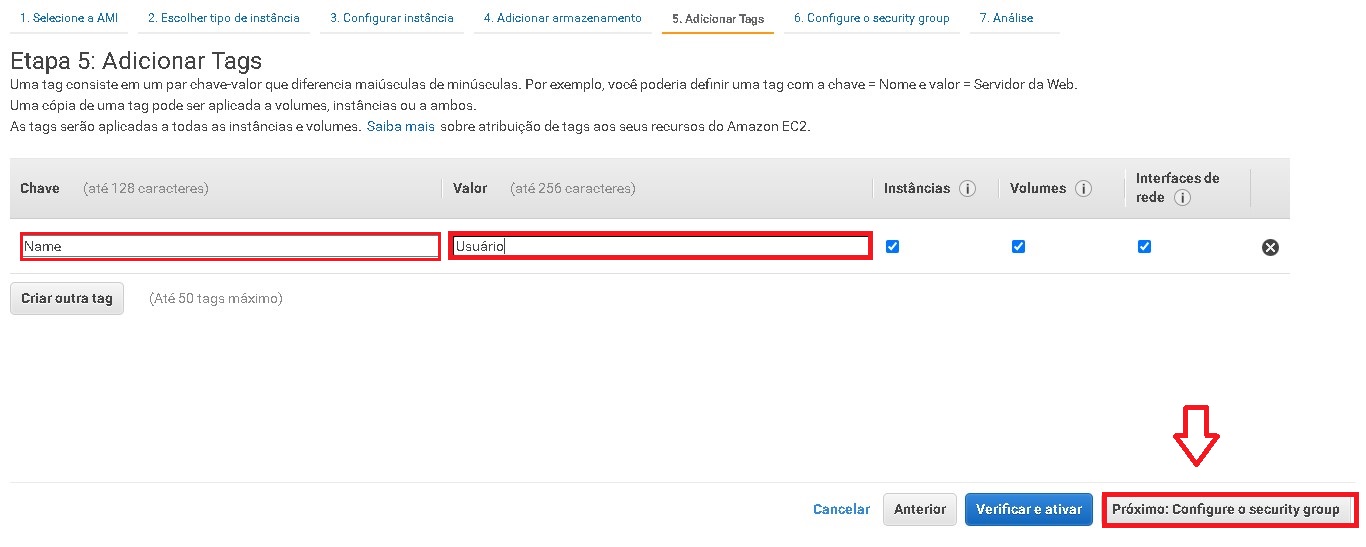 1. Selecione a AMI 2. Escolher tipo de instância 3. Configurar instância 4. Adicionar armazenamento 5. Adicionar Tags 6. Configure o security group 7. Análise
Etapa 5: Adicionar Tags
Uma tag consiste em um par chave-valor que diferencia maiúsculas de minúsculas. Por exemplo, você poderia definir uma tag com a chave = Nome e valor = Servidor da Web.
Uma cópia de uma tag pode ser aplicada a volumes, instâncias ou a ambos.
As tags serão aplicadas a todas as instâncias e volumes. Saiba mais sobre atribuição de tags aos seus recursos do Amazon EC2.
Chave (até 128 caracteres) Valor (até 256 caracteres) Instâncias i Volumes i Interfaces de
rede i
Name Usuário
Criar outra tag (Até 50 tags máximo)
Cancelar Anterior Verificar e ativar Próximo: Configure o security group